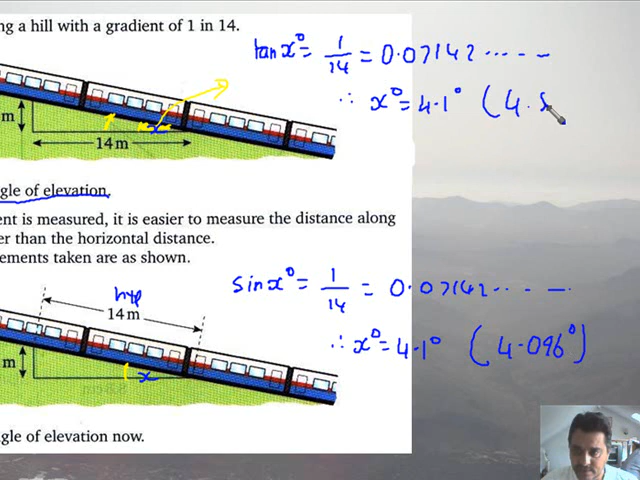 ng a hill with a gradient of 1 in 14.
m
14 m
gle of elevation.
ent is measured, it is easier to measure the distance along
er than the horizontal distance.
ements taken are as shown.
hyp
14 m
m
x
gle of elevation now.
tan x° = 1/14 = 0.07142.....
∴ x° = 4.1° (4.
sin x° = 1/14 = 0.07142.....
∴ x° = 4.1° (4.096°)